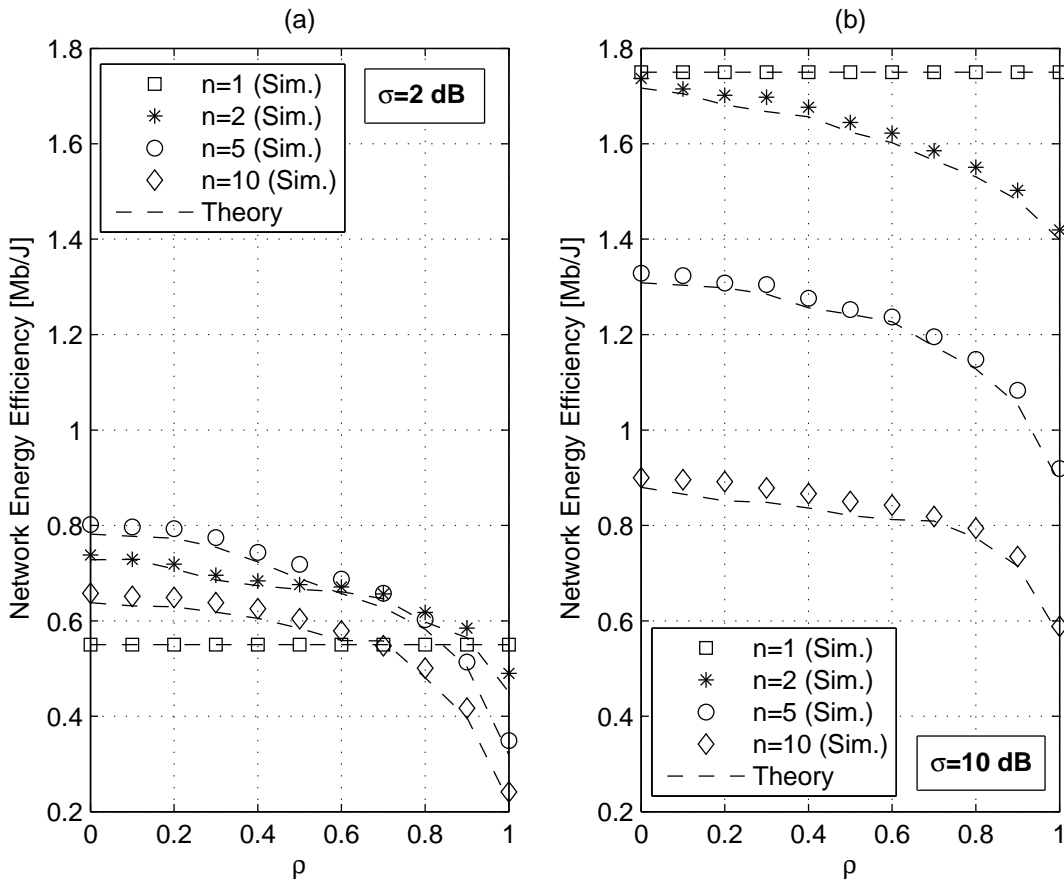 (a)
1.8
1.6
1.4
1.2
1
0.8
0.6
0.4
0.2
Network Energy Efficiency [Mb/J]
n=1 (Sim.)
n=2 (Sim.)
n=5 (Sim.)
n=10 (Sim.)
Theory
σ=2 dB
0 0.2 0.4 0.6 0.8 1
ρ
(b)
1.8
1.6
1.4
1.2
1
0.8
0.6
0.4
0.2
Network Energy Efficiency [Mb/J]
n=1 (Sim.)
n=2 (Sim.)
n=5 (Sim.)
n=10 (Sim.)
Theory
σ=10 dB
0 0.2 0.4 0.6 0.8 1
ρ